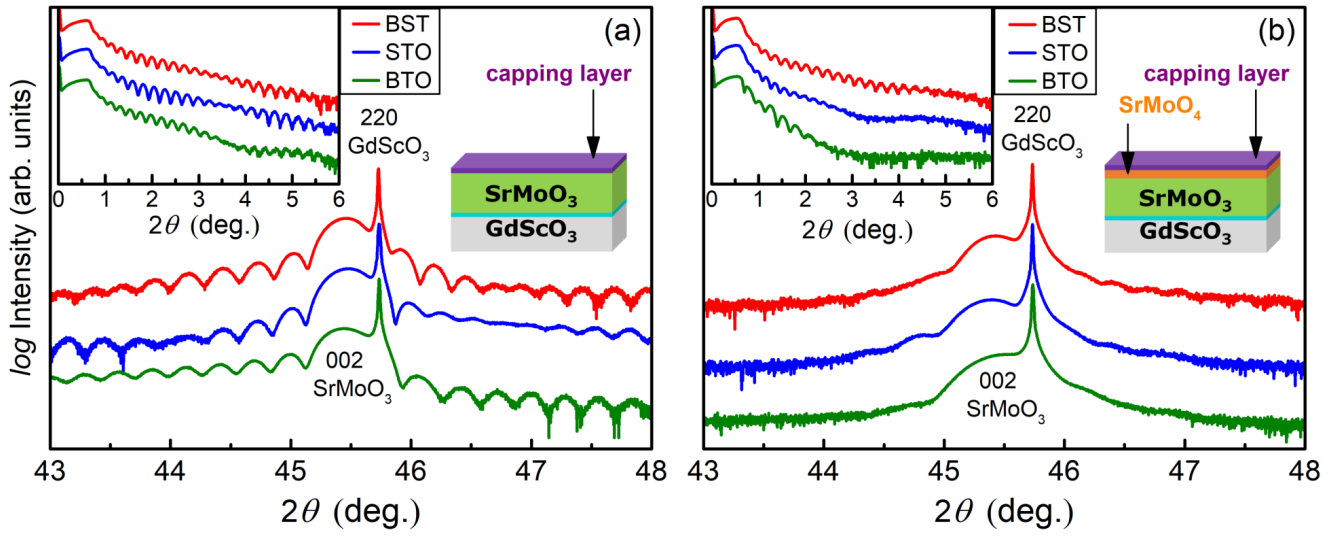 (a)
BST
STO
BTO
capping layer
220
GdScO₃
SrMoO₃
GdScO₃
002
SrMoO₃
0 1 2 3 4 5 6
2θ (deg.)
log Intensity (arb. units)
43 44 45 46 47 48
2θ (deg.)
(b)
BST
STO
BTO
capping layer
SrMoO₄
220
GdScO₃
SrMoO₃
GdScO₃
002
SrMoO₃
0 1 2 3 4 5 6
2θ (deg.)
43 44 45 46 47 48
2θ (deg.)